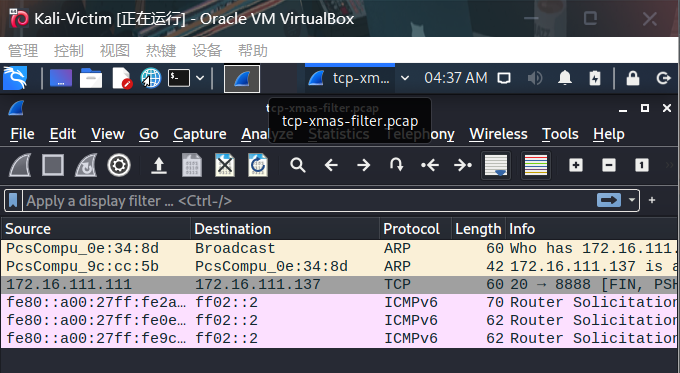 Kali-Victim [正在运行] - Oracle VM VirtualBox
管理 控制 视图 热键 设备 帮助
tcp-xm... 04:37 AM
tcp-xmas-filter.pcap
tcp-xmas-filter.pcap
File Edit View Go Capture Analyze Statistics Telephony Wireless Tools Help
1
Apply a display filter ... <Ctrl-/>
Source Destination Protocol Length Info
PcsCompu_0e:34:8d Broadcast ARP 60 Who has 172.16.111.
PcsCompu_9c:cc:5b PcsCompu_0e:34:8d ARP 42 172.16.111.137 is a
172.16.111.111 172.16.111.137 TCP 60 20 → 8888 [FIN, PSH
fe80::a00:27ff:fe2a… ff02::2 ICMPv6 70 Router Solicitation
fe80::a00:27ff:fe0e… ff02::2 ICMPv6 62 Router Solicitation
fe80::a00:27ff:fe9c… ff02::2 ICMPv6 62 Router Solicitation